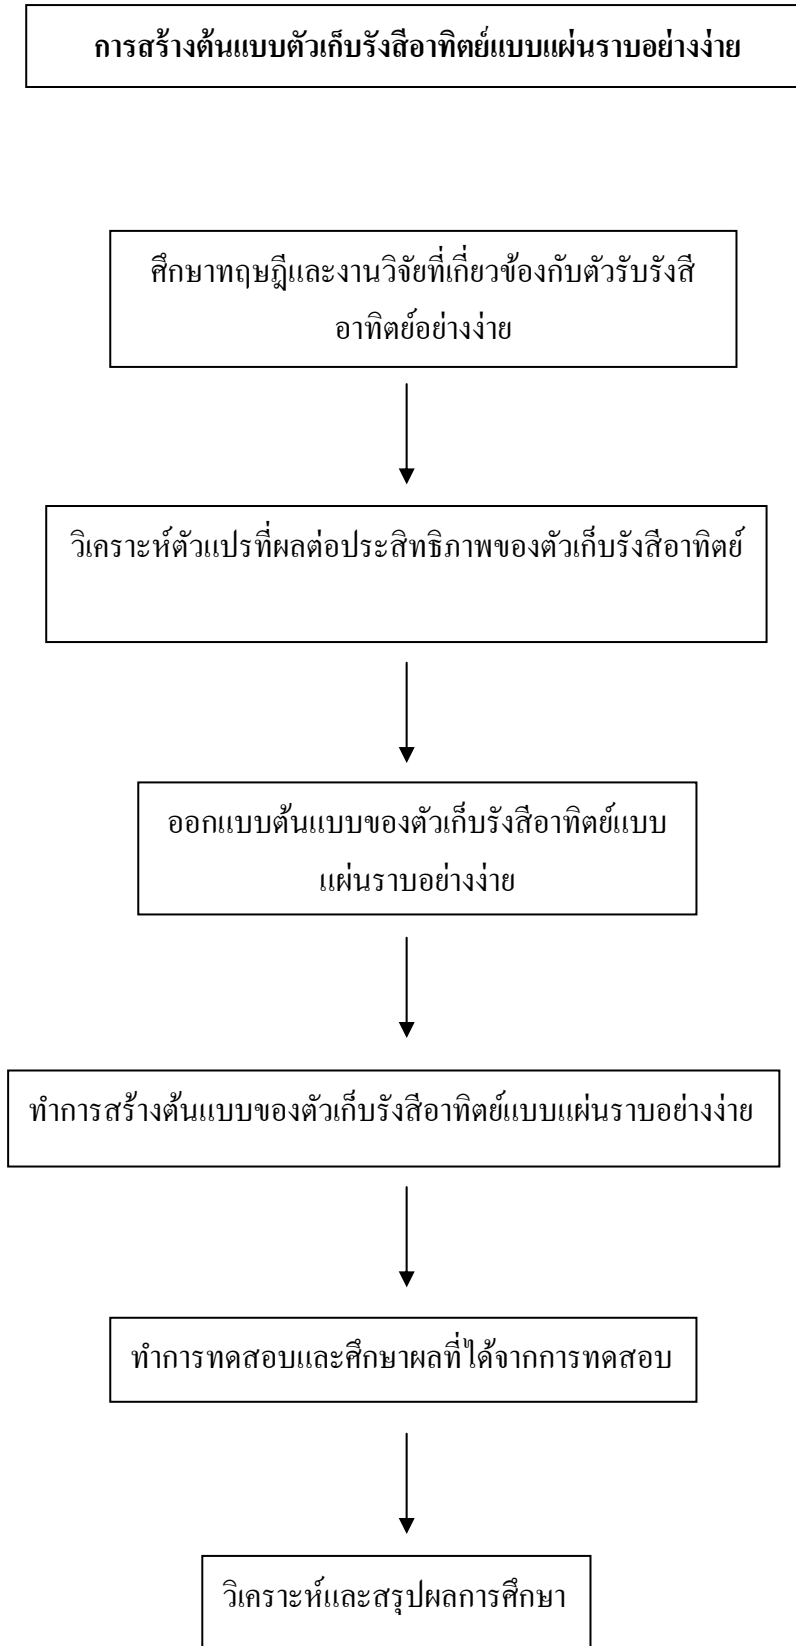 การสร้างต้นแบบตัวเก็บรังสีอาทิตย์แบบแผ่นราบอย่างง่าย
ศึกษาทฤษฎีและงานวิจัยที่เกี่ยวข้องกับตัวรับรังสี
อาทิตย์อย่างง่าย
วิเคราะห์ตัวแปรที่ผลต่อประสิทธิภาพของตัวเก็บรังสีอาทิตย์
ออกแบบต้นแบบของตัวเก็บรังสีอาทิตย์แบบ
แผ่นราบอย่างง่าย
ทำการสร้างต้นแบบของตัวเก็บรังสีอาทิตย์แบบแผ่นราบอย่างง่าย
ทำการทดสอบและศึกษาผลที่ได้จากการทดสอบ
วิเคราะห์และสรุปผลการศึกษา